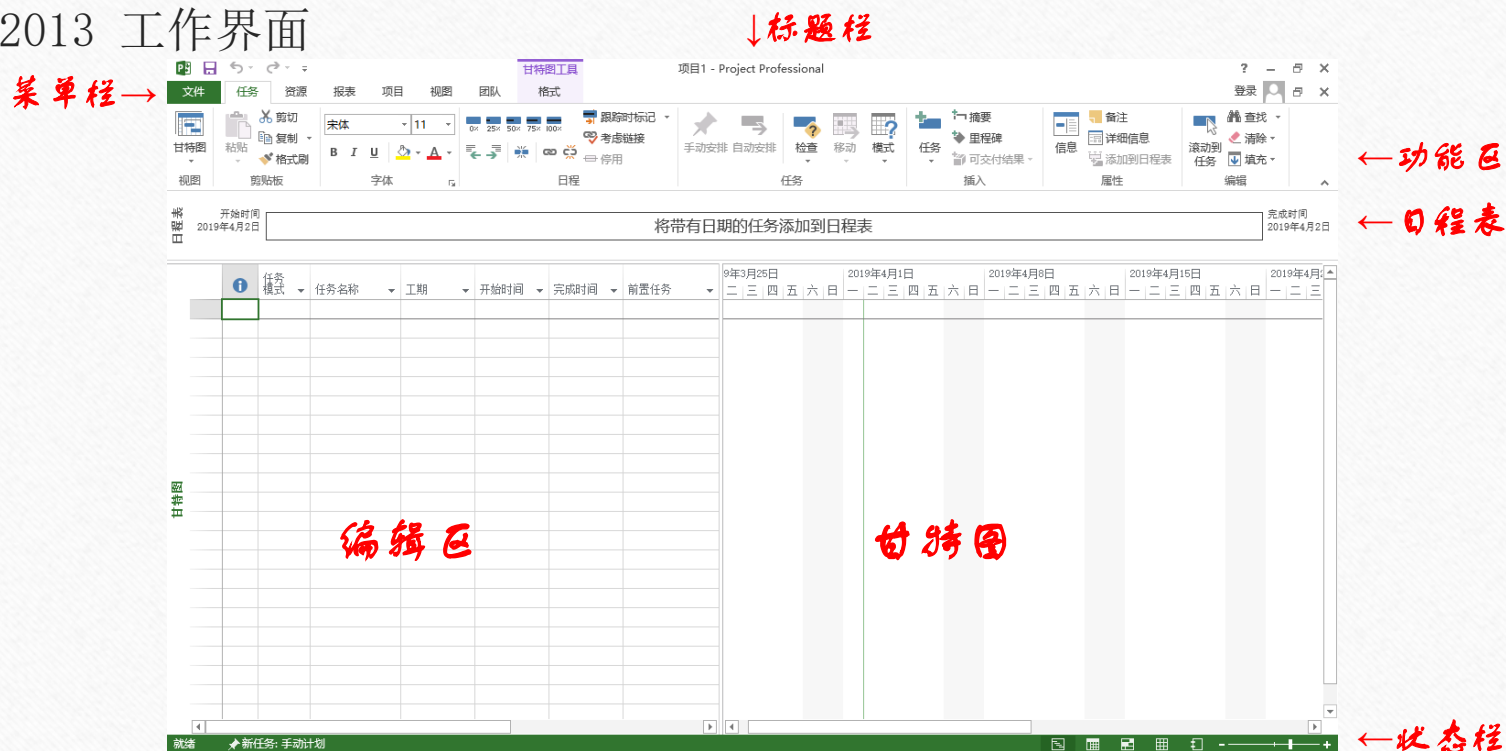 2013 工作界面
↓标题栏
甘特图工具
项目1 - Project Professional
菜单栏→
文件 任务 资源 报表 项目 视图 团队 格式 登录
甘特图 粘贴 剪切 复制 格式刷
宋体 11
B I U A
0× 25× 50× 75× 100×
跟踪时标记
考虑链接
停用
手动安排 自动安排 检查 移动 模式
任务 摘要 里程碑 可交付结果
信息 备注 详细信息 添加到日程表
滚动到任务 查找 清除 填充
←功能区
视图 剪贴板 字体 日程 任务 插入 属性 编辑
日程表
开始时间
2019年4月2日
将带有日期的任务添加到日程表
完成时间
2019年4月2日
←日程表
任务模式 任务名称 工期 开始时间 完成时间 前置任务
9年3月25日 2019年4月1日 2019年4月8日 2019年4月15日
二 三 四 五 六 日 一 二 三 四 五 六 日 一 二 三 四 五 六 日 一 二 三 四 五 六 日 一 二 三
甘特图
编辑区
甘特图
就绪 新任务: 手动计划
←状态栏